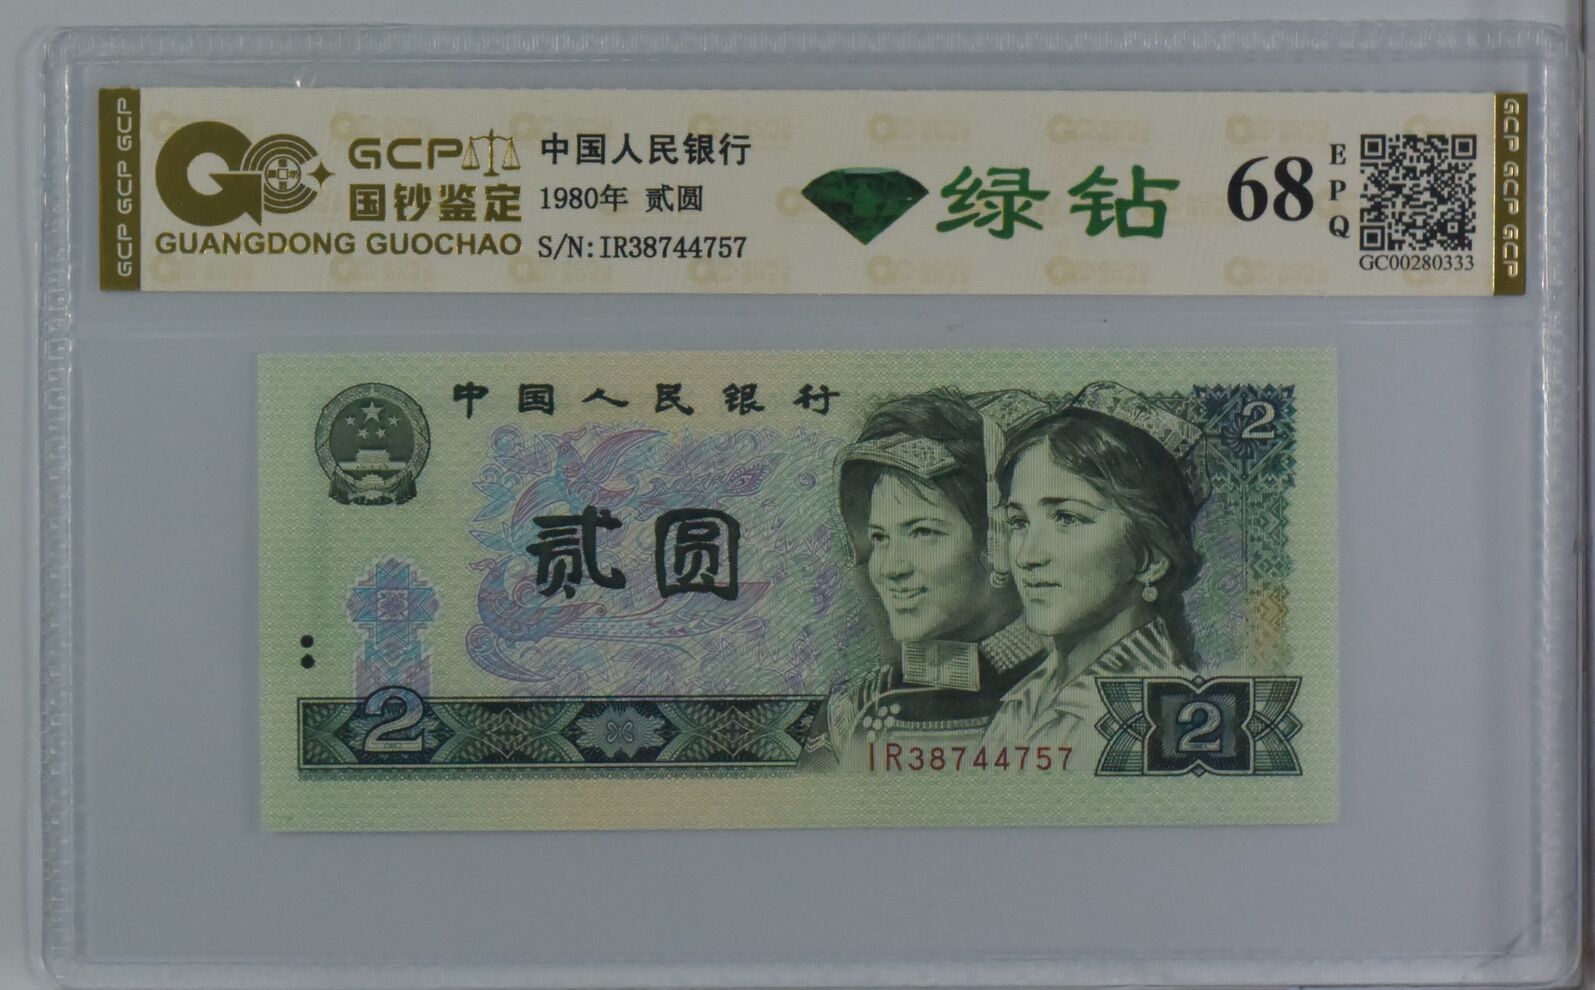 GCP GCP GCP
GCP
国钞鉴定
GUANGDONG GUOCHAO
中国人民银行
1980年 贰圆
S/N:IR38744757
绿钻
68
EPQ
GC00280333
GCP GCP GCP
中国人民银行
2
贰圆
2
IR38744757
2